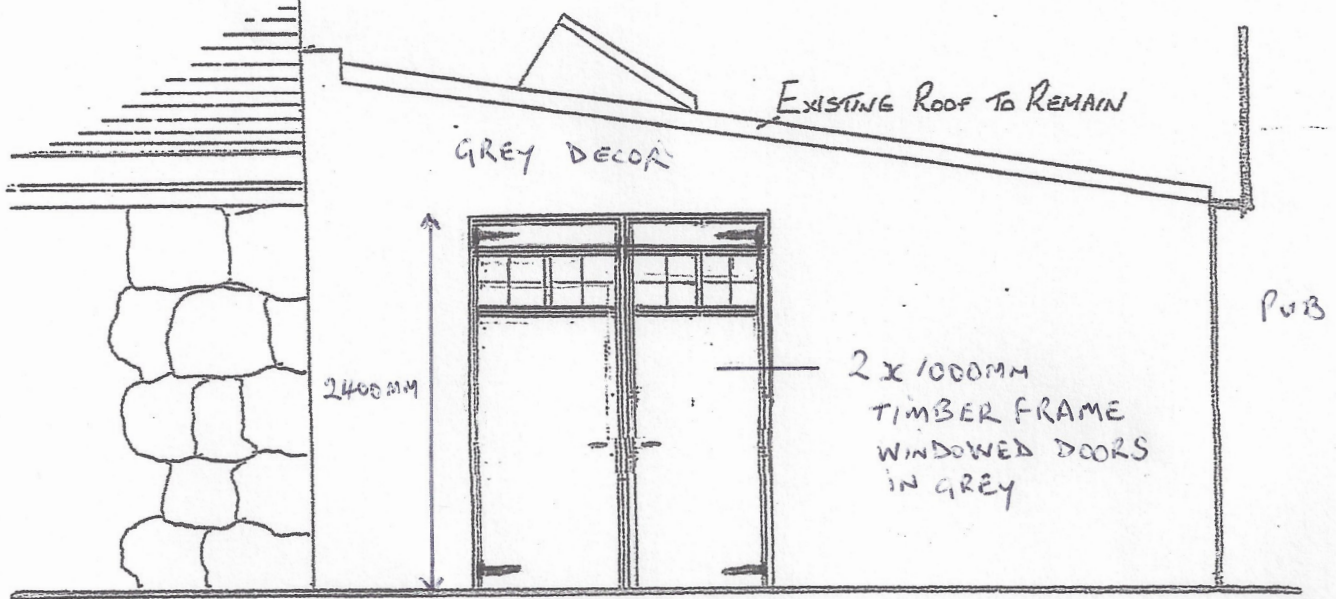 EXISTING ROOF TO REMAIN
GREY DECOR
PUB
2400MM
2 x 1000MM
TIMBER FRAME
WINDOWED DOORS
IN GREY